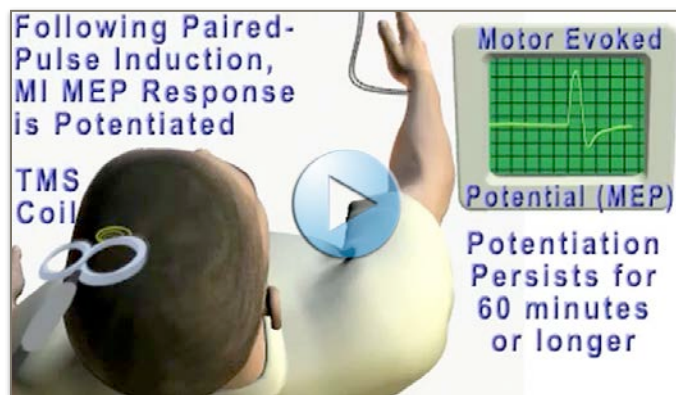 Following Paired-
Pulse Induction,
MI MEP Response
is Potentiated
TMS
Coil
Motor Evoked
Potential (MEP)
Potentiation
Persists for
60 minutes
or longer